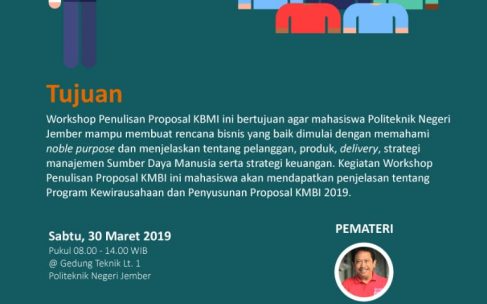 Tujuan
Workshop Penulisan Proposal KBMI ini bertujuan agar mahasiswa Politeknik Negeri
Jember mampu membuat rencana bisnis yang baik dimulai dengan memahami
noble purpose dan menjelaskan tentang pelanggan, produk, delivery, strategi
manajemen Sumber Daya Manusia serta strategi keuangan. Kegiatan Workshop
Penulisan Proposal KMBI ini mahasiswa akan mendapatkan penjelasan tentang
Program Kewirausahaan dan Penyusunan Proposal KMBI 2019.
Sabtu, 30 Maret 2019
Pukul 08.00 - 14.00 WIB
@ Gedung Teknik Lt. 1
Politeknik Negeri Jember
PEMATERI